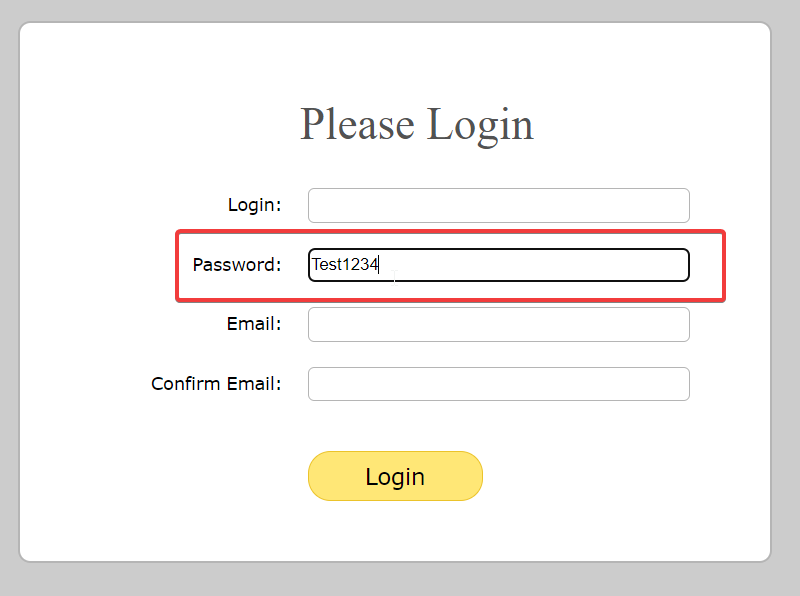 Please Login
Login:
Password: Test1234
Email:
Confirm Email:
Login